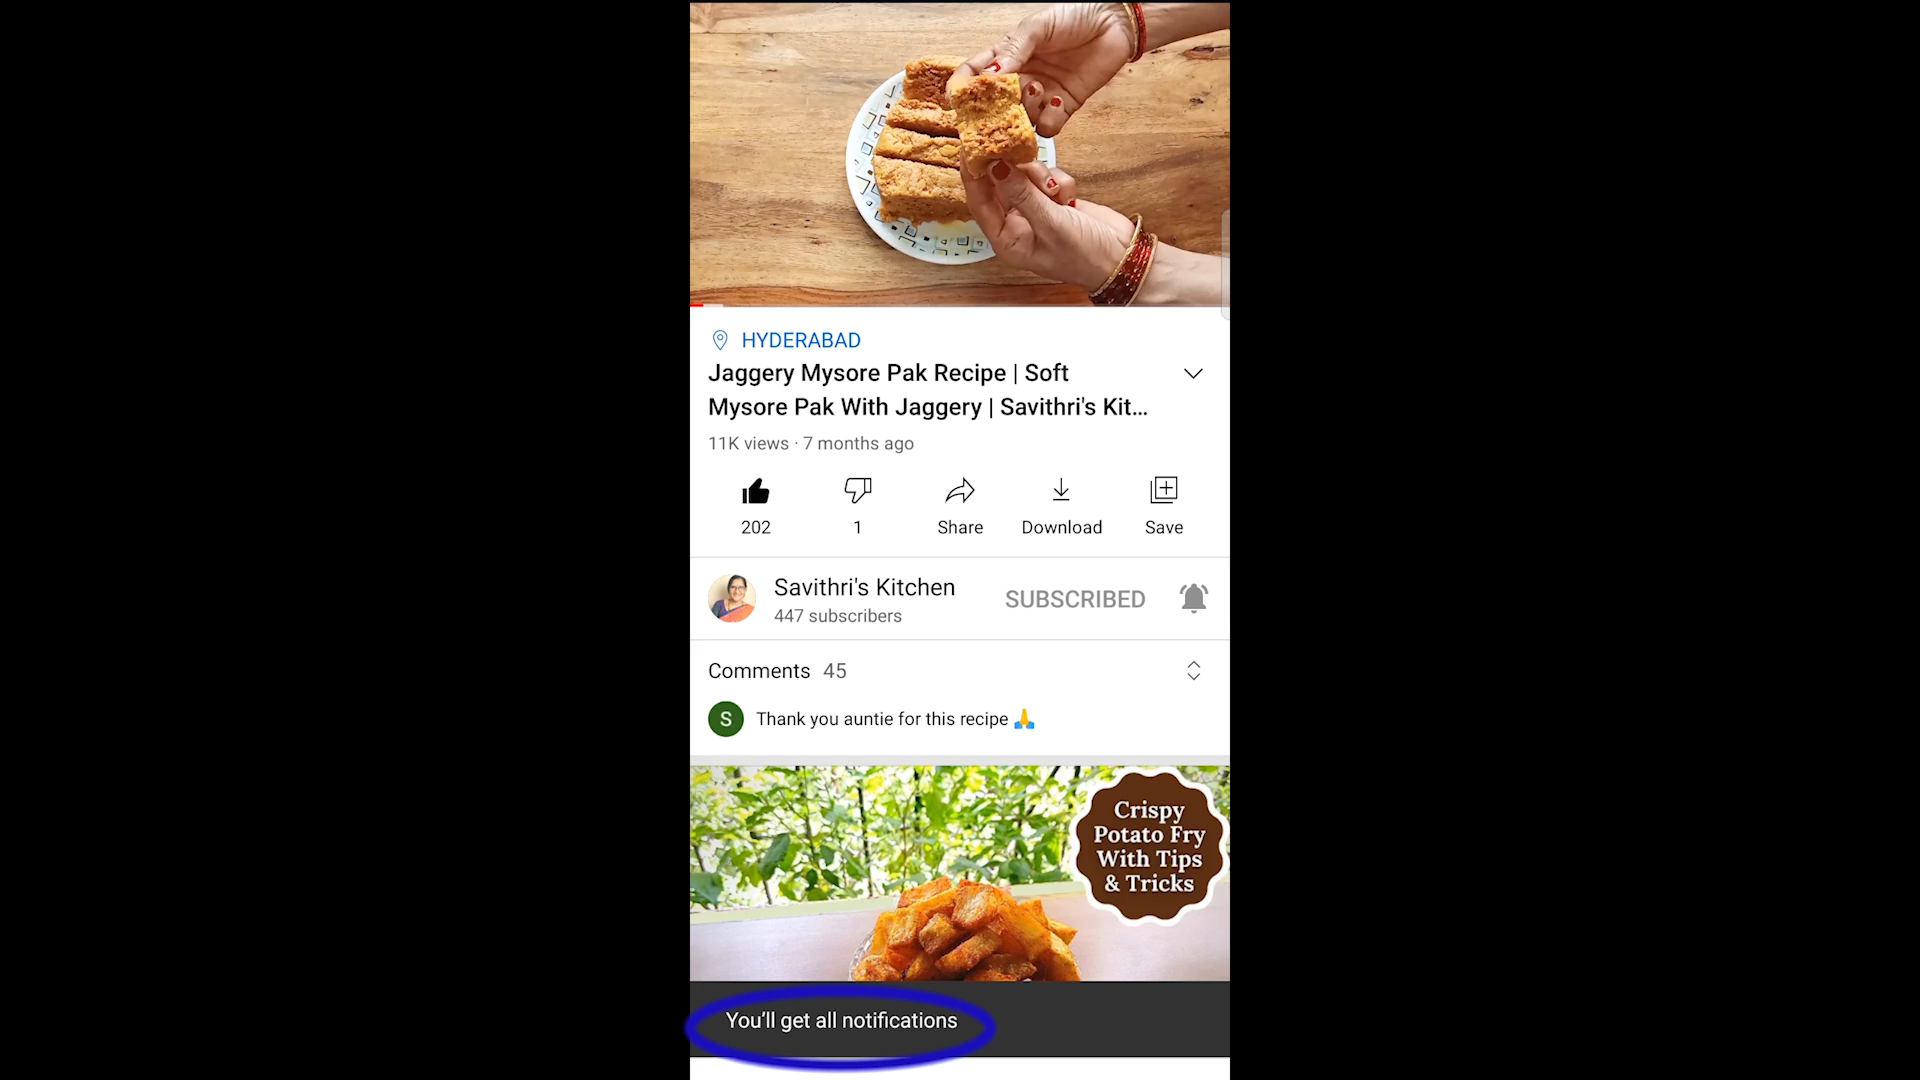 HYDERABAD
Jaggery Mysore Pak Recipe | Soft
Mysore Pak With Jaggery | Savithri's Kit...
11K views · 7 months ago
202
1
Share
Download
Save
Savithri's Kitchen
447 subscribers
SUBSCRIBED
Comments 45
S
Thank you auntie for this recipe 🙏
Crispy
Potato Fry
With Tips
& Tricks
You'll get all notifications